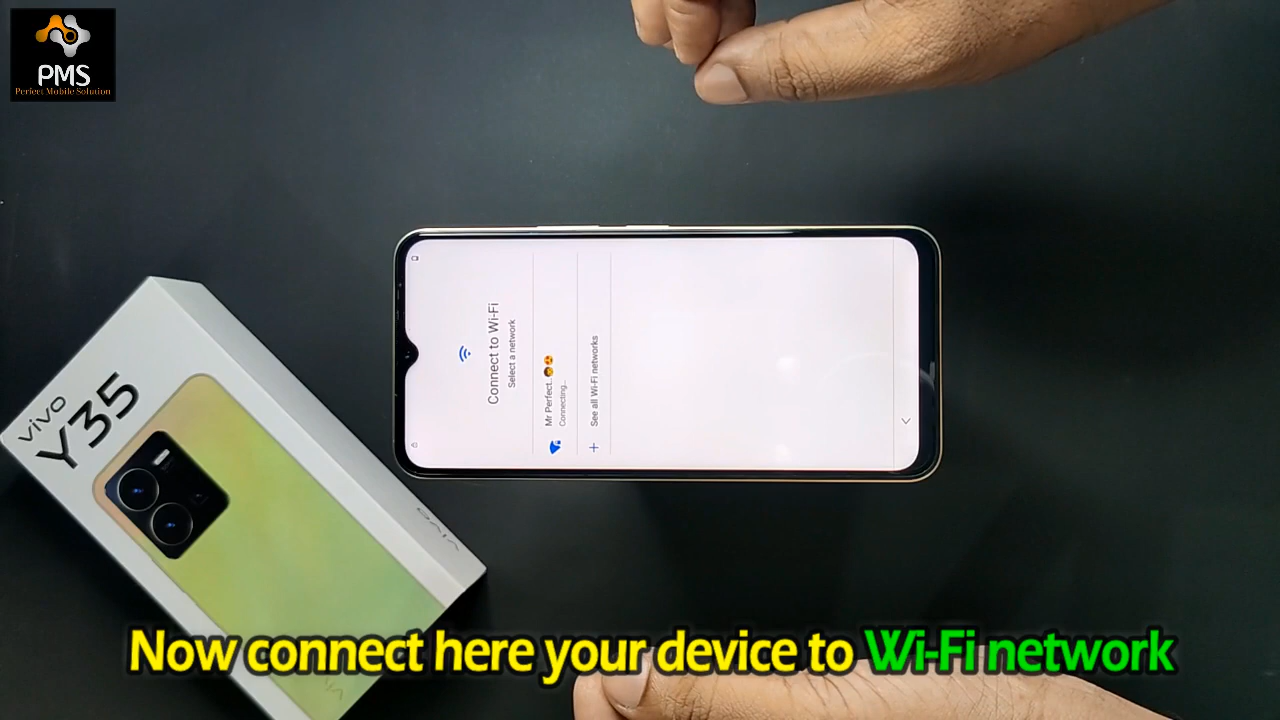 PMS
Perfect Mobile Solution
Connect to Wi-Fi
Select a network
Mr Perfect..
Connecting...
See all Wi-Fi networks
vivo
Y35
vivo
Now connect here your device to Wi-Fi network